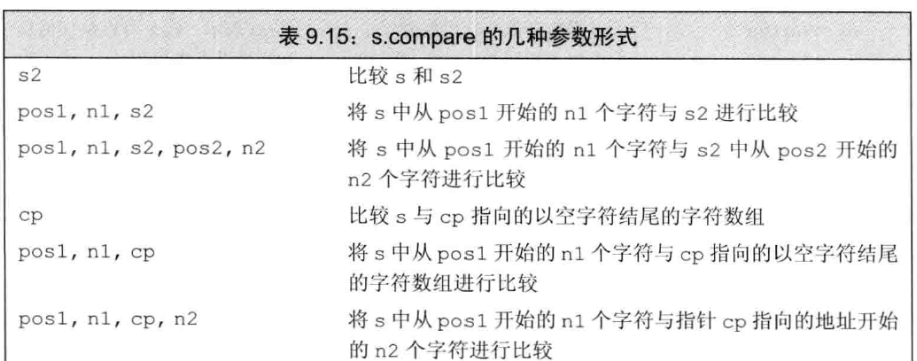 表 9.15：s.compare 的几种参数形式
s2 比较 s 和 s2
pos1, n1, s2 将 s 中从 pos1 开始的 n1 个字符与 s2 进行比较
pos1, n1, s2, pos2, n2 将 s 中从 pos1 开始的 n1 个字符与 s2 中从 pos2 开始的
n2 个字符进行比较
cp 比较 s 与 cp 指向的以空字符结尾的字符数组
pos1, n1, cp 将 s 中从 pos1 开始的 n1 个字符与 cp 指向的以空字符结尾
的字符数组进行比较
pos1, n1, cp, n2 将 s 中从 pos1 开始的 n1 个字符与指针 cp 指向的地址开始
的 n2 个字符进行比较